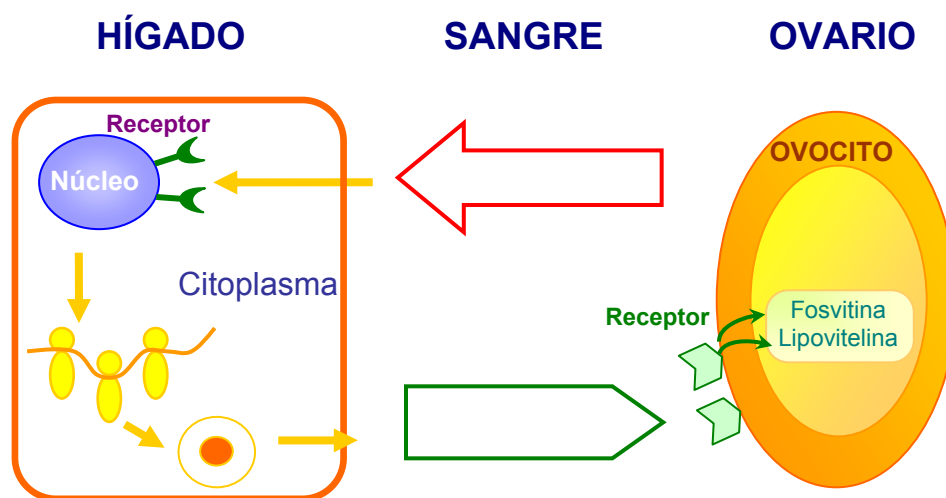 HÍGADO
SANGRE
OVARIO
Receptor
Núcleo
OVOCITO
Citoplasma
Receptor
Fosvitina
Lipovitelina